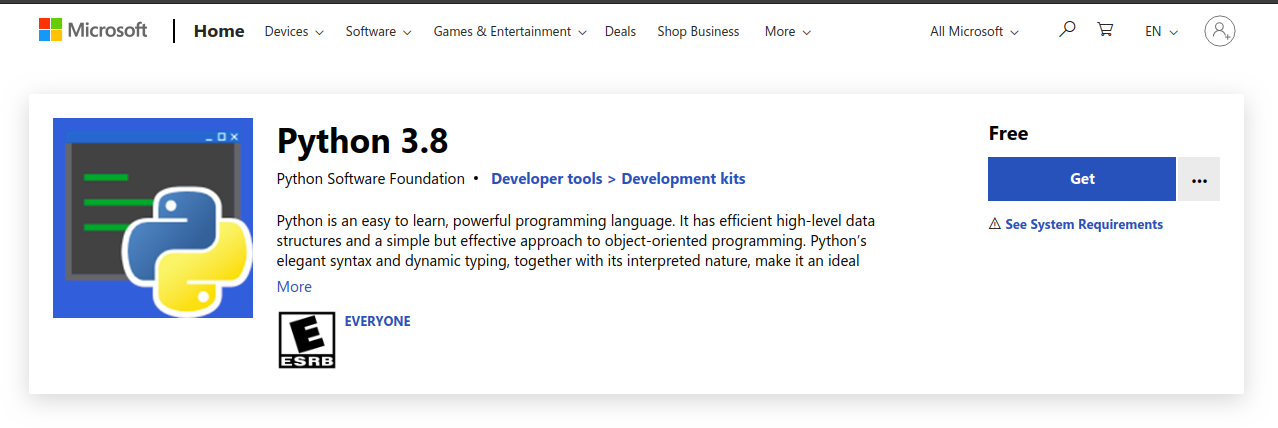 Microsoft Home Devices Software Games & Entertainment Deals Shop Business More All Microsoft EN
Python 3.8
Python Software Foundation • Developer tools > Development kits
Python is an easy to learn, powerful programming language. It has efficient high-level data
structures and a simple but effective approach to object-oriented programming. Python’s
elegant syntax and dynamic typing, together with its interpreted nature, make it an ideal
More
E
ESRB
EVERYONE
Free
Get
See System Requirements